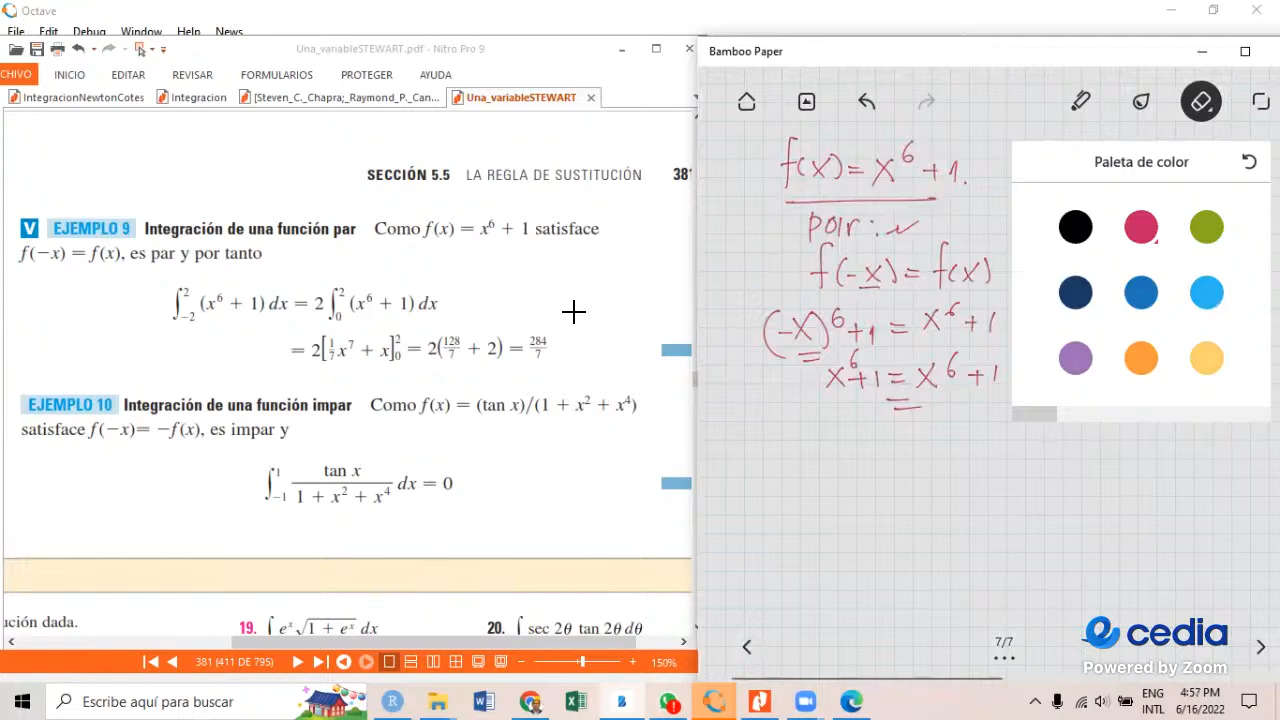 Octave
File Edit Debug Window Help News
Una_variableSTEWART.pdf - Nitro Pro 9
CHIVO INICIO EDITAR REVISAR FORMULARIOS PROTEGER AYUDA
IntegracionNewtonCotes Integracion [Steven_C._Chapra;_Raymond_P._Can... Una_variableSTEWART
SECCIÓN 5.5 LA REGLA DE SUSTITUCIÓN 381
V EJEMPLO 9 Integración de una función par Como f(x) = x⁶ + 1 satisface
f(−x) = f(x), es par y por tanto
∫₋₂² (x⁶ + 1) dx = 2 ∫₀² (x⁶ + 1) dx
= 2[1/7 x⁷ + x]₀² = 2(128/7 + 2) = 284/7
EJEMPLO 10 Integración de una función impar Como f(x) = (tan x)/(1 + x² + x⁴)
satisface f(−x)= −f(x), es impar y
∫₋₁¹ tan x / (1 + x² + x⁴) dx = 0
ución dada.
19. ∫ eˣ√(1 + eˣ) dx 20. ∫ sec 2θ tan 2θ dθ
381 (411 DE 795) 150%
Bamboo Paper
f(x) = x⁶ + 1.
par: ✓
f(-x) = f(x)
(-x)⁶ + 1 = x⁶ + 1
x⁶ + 1 = x⁶ + 1
Paleta de color
7/7
cedia
Powered by Zoom
Escribe aquí para buscar
ENG
INTL
4:57 PM
6/16/2022